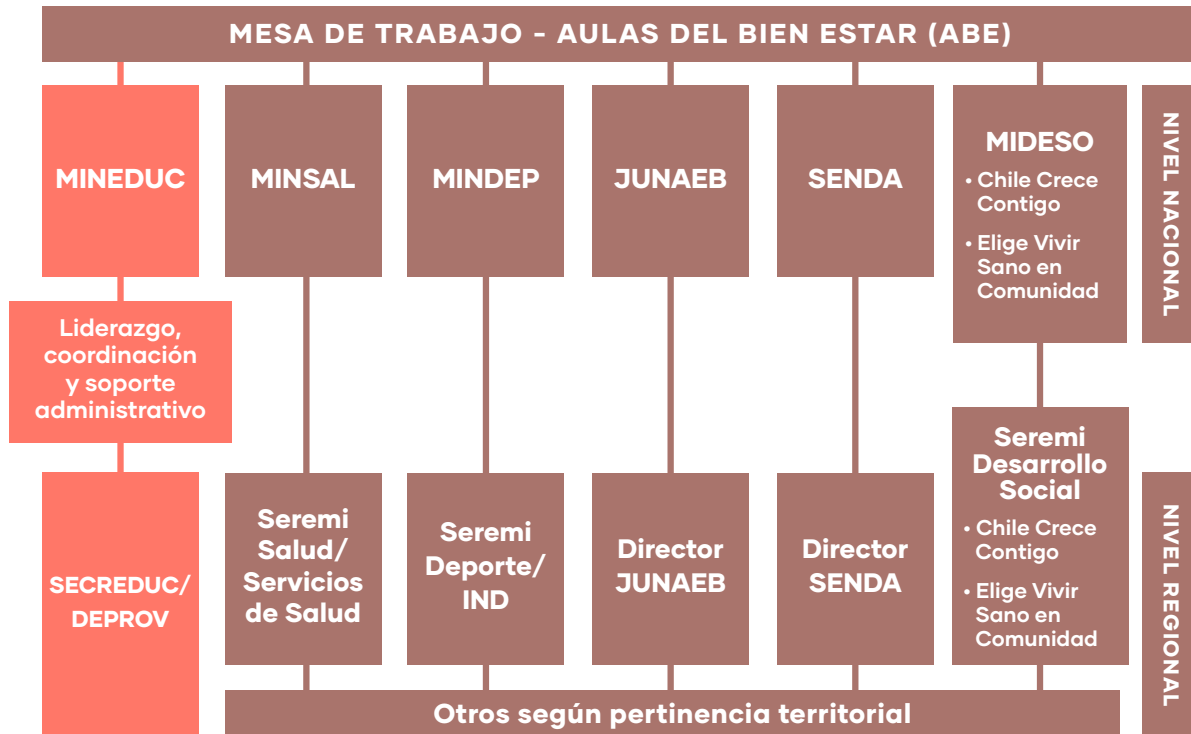 MESA DE TRABAJO - AULAS DEL BIEN ESTAR (ABE)
MINEDUC
MINSAL
MINDEP
JUNAEB
SENDA
MIDESO
• Chile Crece
Contigo
• Elige Vivir
Sano en
Comunidad
NIVEL NACIONAL
Liderazgo,
coordinación
y soporte
administrativo
SECREDUC/
DEPROV
Seremi
Salud/
Servicios
de Salud
Seremi
Deporte/
IND
Director
JUNAEB
Director
SENDA
Seremi
Desarrollo
Social
• Chile Crece
Contigo
• Elige Vivir
Sano en
Comunidad
NIVEL REGIONAL
Otros según pertinencia territorial